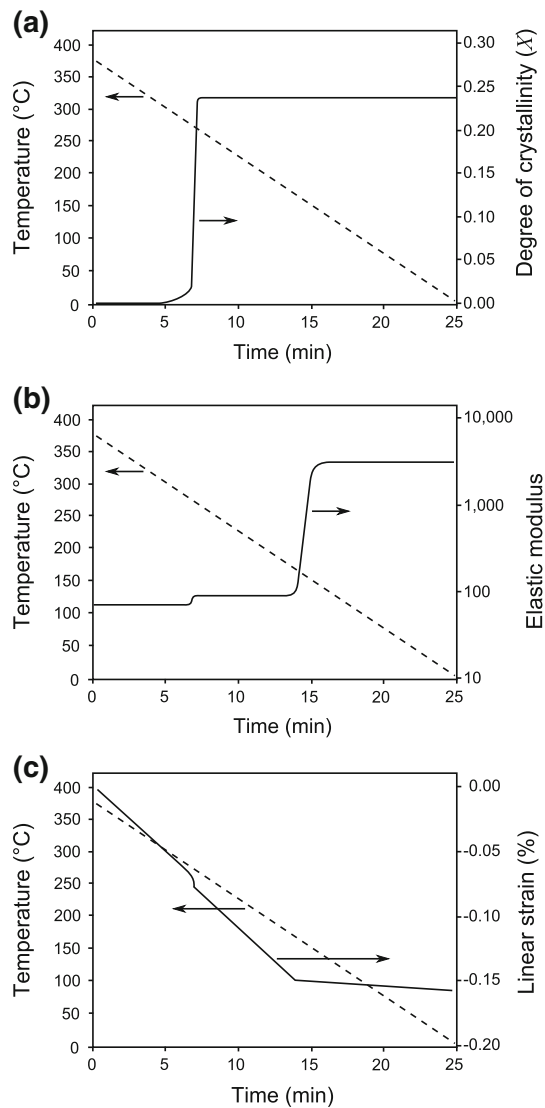 (a)
Temperature (°C)
400
350
300
250
200
150
100
50
0
0.30
0.25
0.20
0.15
0.10
0.05
0.00
Degree of crystallinity (X)
0 5 10 15 20 25
Time (min)
(b)
Temperature (°C)
400
350
300
250
200
150
100
50
0
10,000
1,000
100
10
Elastic modulus
0 5 10 15 20 25
Time (min)
(c)
Temperature (°C)
400
350
300
250
200
150
100
50
0
0.00
-0.05
-0.10
-0.15
-0.20
Linear strain (%)
0 5 10 15 20 25
Time (min)